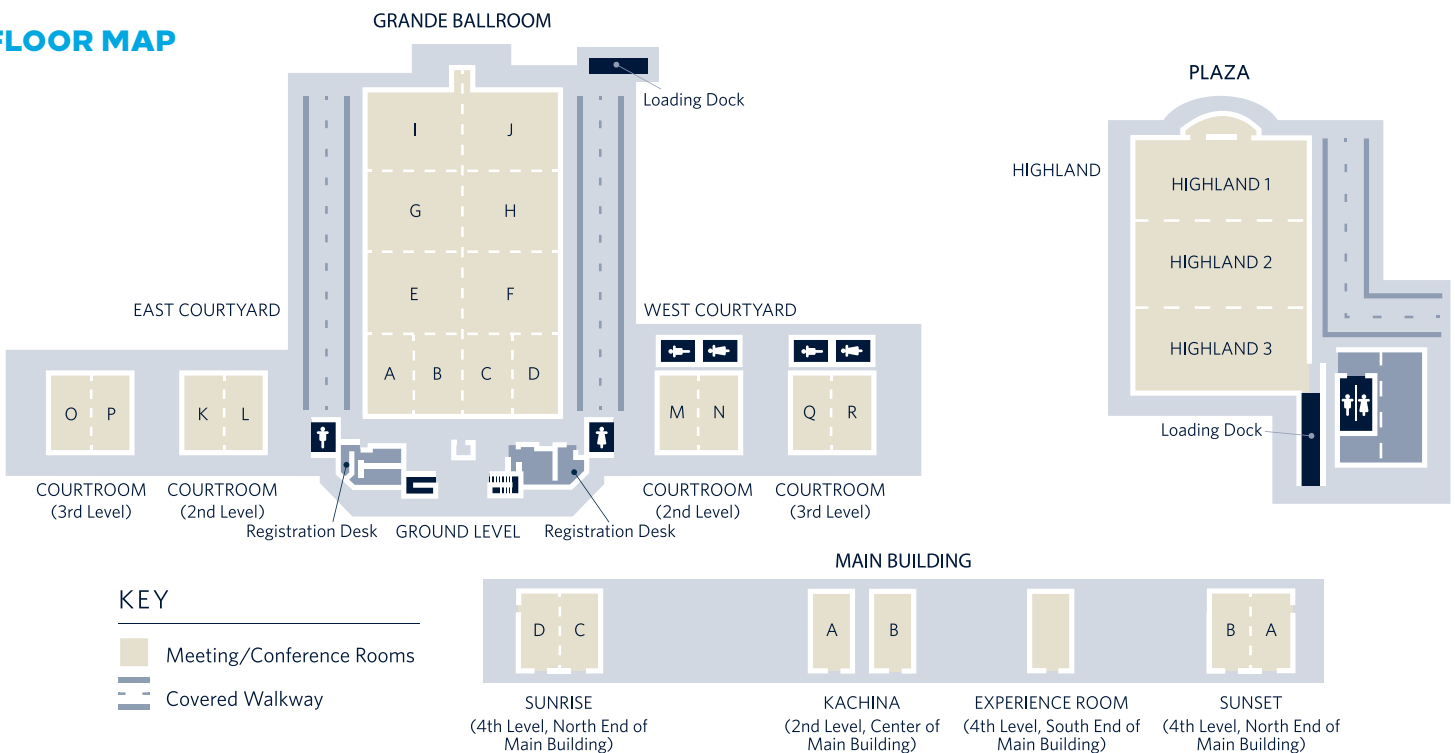 FLOOR MAP
GRANDE BALLROOM
Loading Dock
I
J
G
H
E
F
A
B
C
D
EAST COURTYARD
WEST COURTYARD
O
P
K
L
M
N
Q
R
COURTROOM
(3rd Level)
COURTROOM
(2nd Level)
Registration Desk
GROUND LEVEL
Registration Desk
COURTROOM
(2nd Level)
COURTROOM
(3rd Level)
PLAZA
HIGHLAND
HIGHLAND 1
HIGHLAND 2
HIGHLAND 3
Loading Dock
KEY
Meeting/Conference Rooms
Covered Walkway
MAIN BUILDING
D
C
A
B
B
A
SUNRISE
(4th Level, North End of
Main Building)
KACHINA
(2nd Level, Center of
Main Building)
EXPERIENCE ROOM
(4th Level, South End of
Main Building)
SUNSET
(4th Level, North End of
Main Building)